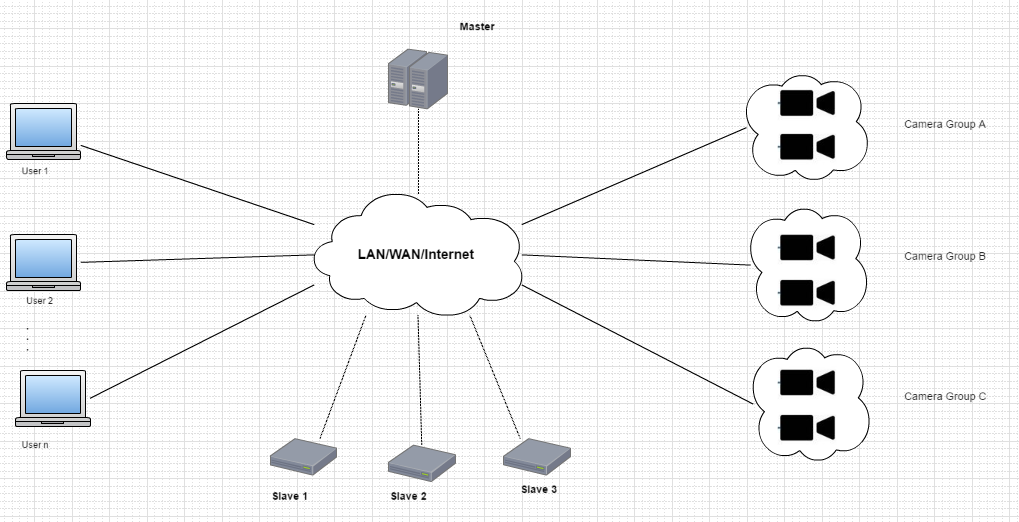 Master
User 1
Camera Group A
LAN/WAN/Internet
User 2
Camera Group B
.
.
.
User n
Camera Group C
Slave 1
Slave 2
Slave 3